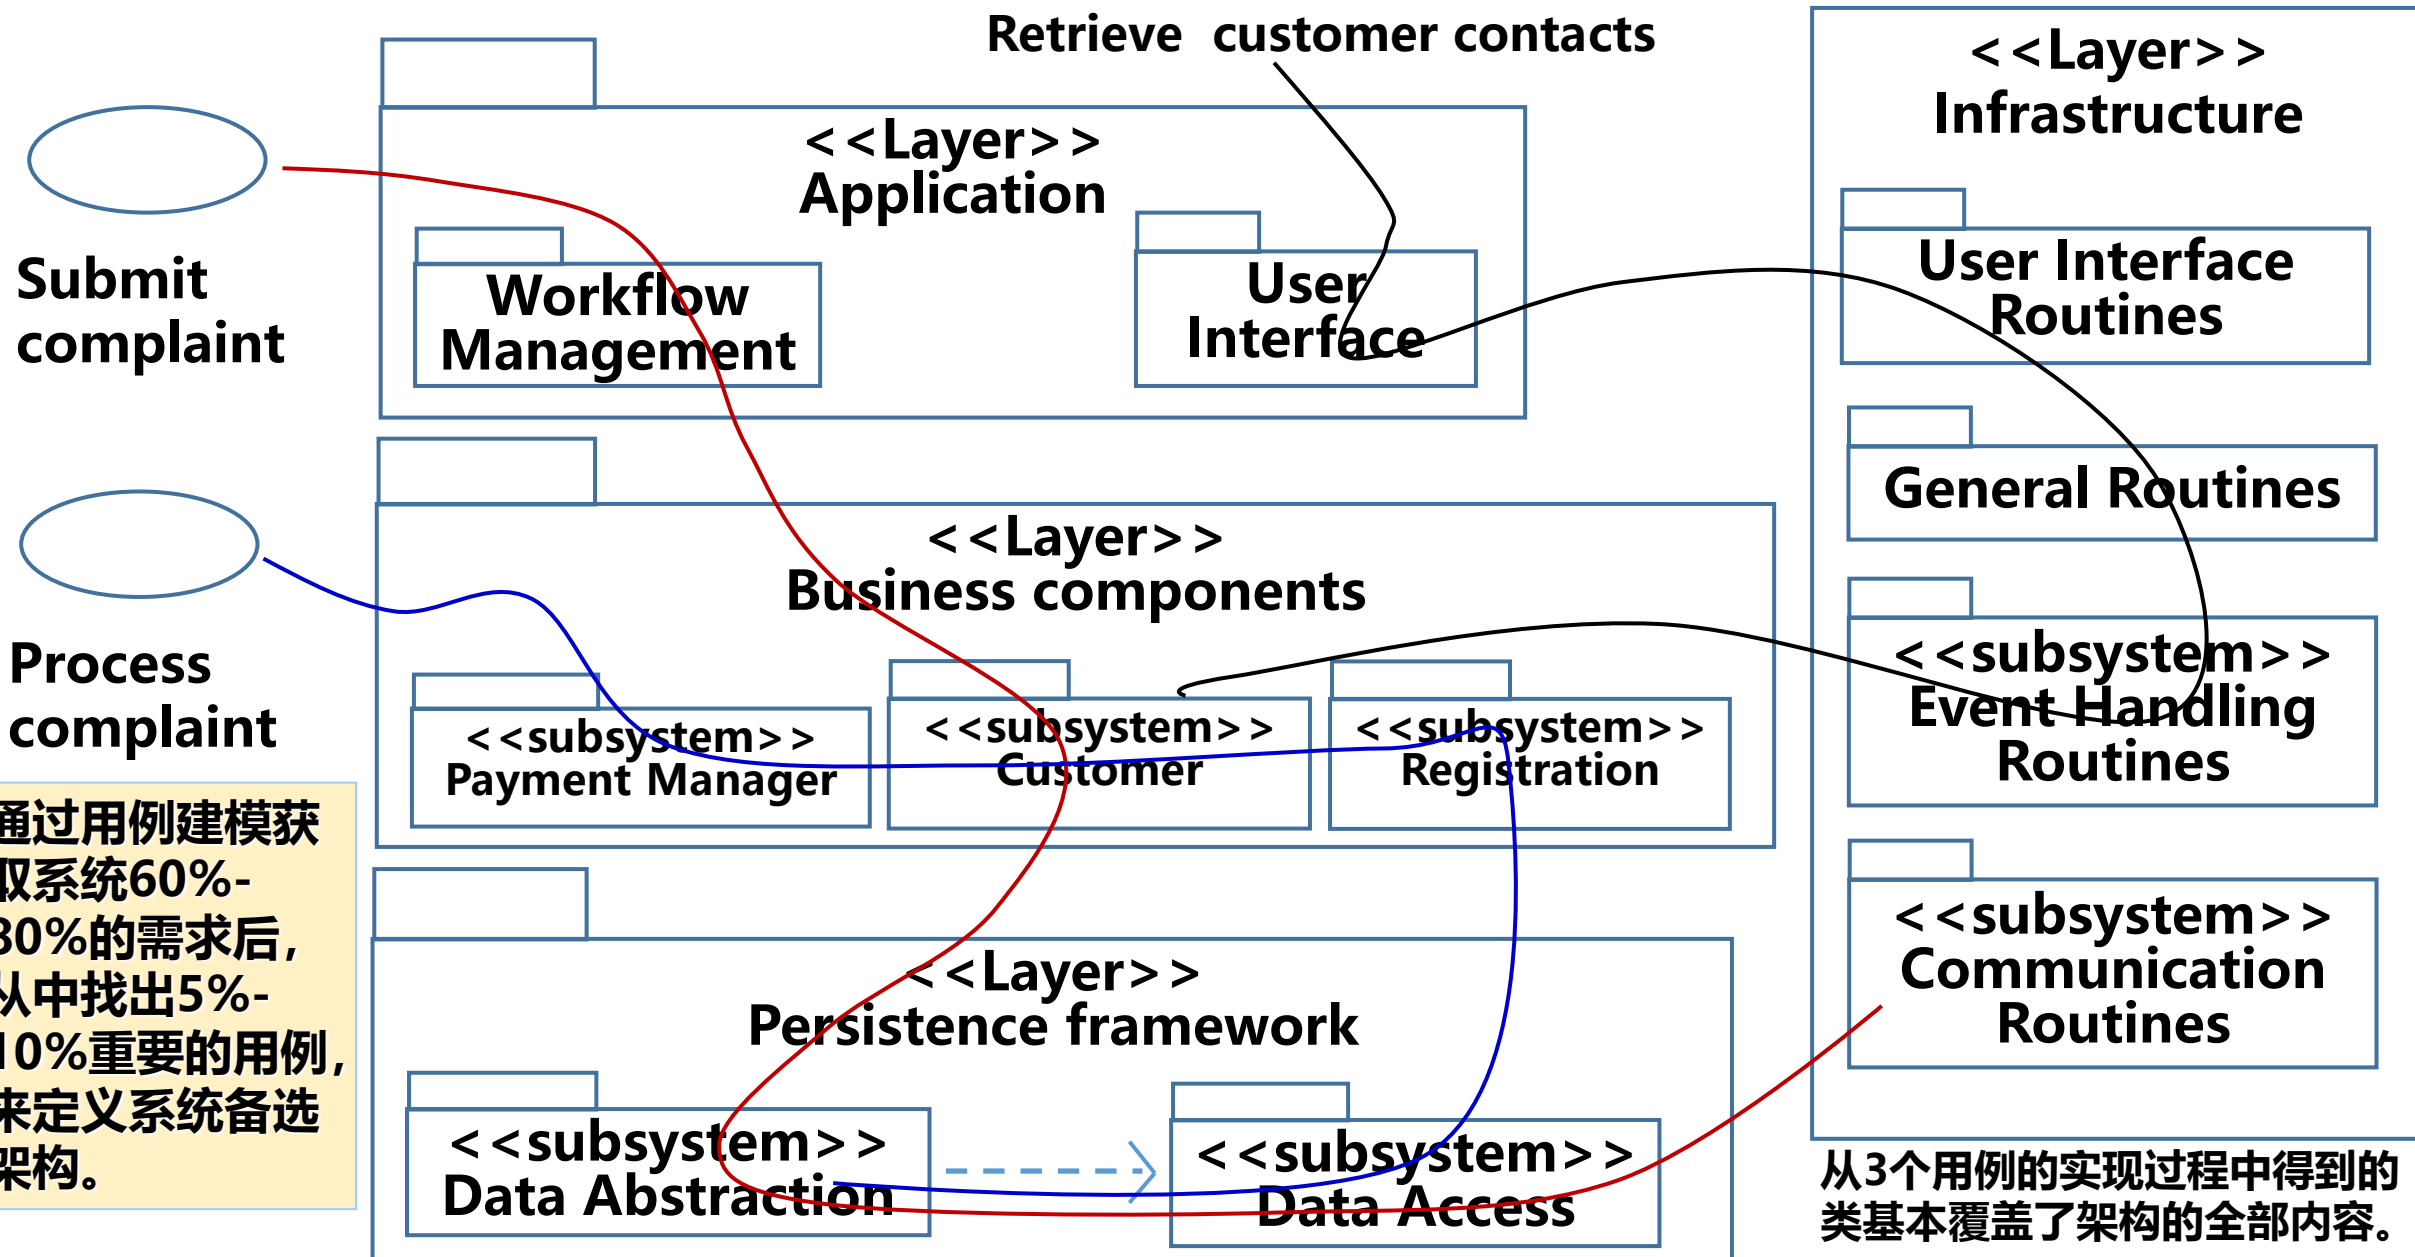 Retrieve  customer contacts
<<Layer>>
Application
Workflow
Management
User
Interface
Submit
complaint
<<Layer>>
Business components
<<subsystem>>
Payment Manager
<<subsystem>>
Customer
<<subsystem>>
Registration
Process
complaint
通过用例建模获
取系统60%-
80%的需求后，
从中找出5%-
10%重要的用例，
来定义系统备选
架构。
<<Layer>>
Persistence framework
<<subsystem>>
Data Abstraction
<<subsystem>>
Data Access
<<Layer>>
Infrastructure
User Interface
Routines
General Routines
<<subsystem>>
Event Handling
Routines
<<subsystem>>
Communication
Routines
从3个用例的实现过程中得到的
类基本覆盖了架构的全部内容。